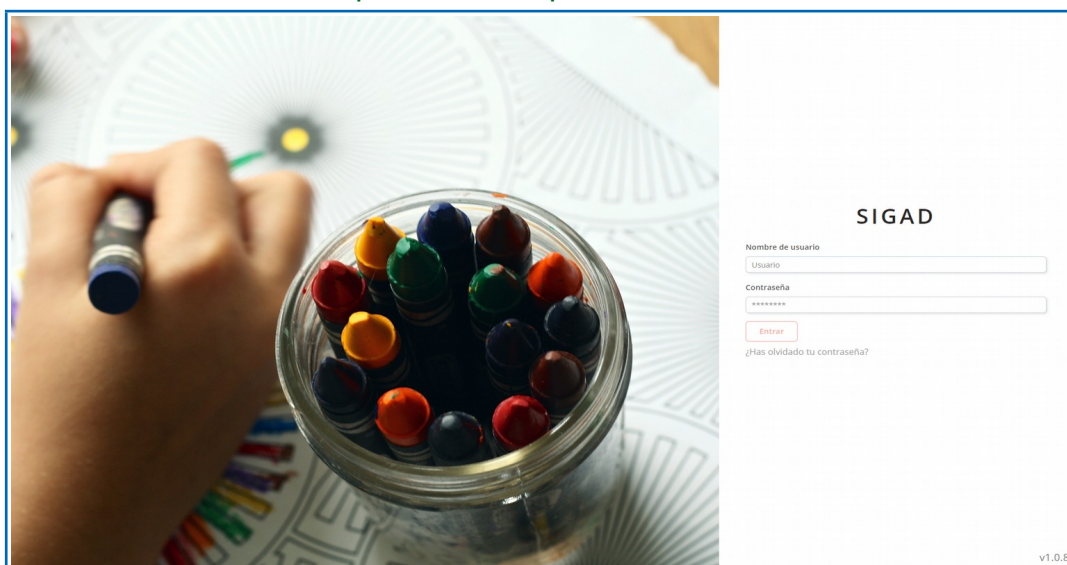 SIGAD
Nombre de usuario
Usuario
Contraseña
********
Entrar
¿Has olvidado tu contraseña?
v1.0.8